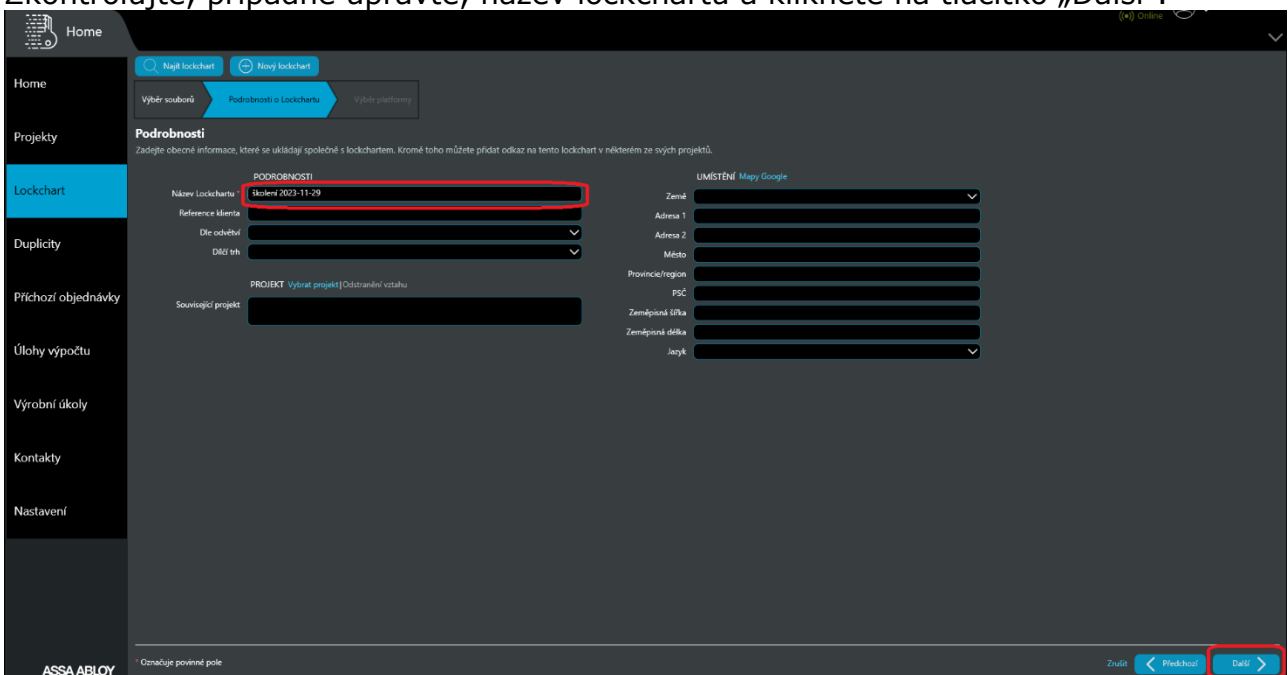 Zkontrolujte, případně upravte, název lockchartu a klikněte na tlačítko „Další“.
Home
((●)) Online
Najít lockchart
Nový lockchart
Home
Výběr souborů
Podrobnosti o Lockchartu
Výběr platformy
Projekty
Podrobnosti
Zadejte obecné informace, které se ukládají společně s lockchartem. Kromě toho můžete přidat odkaz na tento lockchart v některém ze svých projektů.
Lockchart
PODROBNOSTI
Název Lockchartu * školení 2023-11-29
Reference klienta
Dle odvětví
Dílčí trh
PROJEKT Vybrat projekt|Odstranění vztahu
Související projekt
UMÍSTĚNÍ Mapy Google
Země
Adresa 1
Adresa 2
Město
Provincie/region
PSČ
Zeměpisná šířka
Zeměpisná délka
Jazyk
Duplicity
Příchozí objednávky
Úlohy výpočtu
Výrobní úkoly
Kontakty
Nastavení
ASSA ABLOY
* Označuje povinné pole
Zrušit
Předchozí
Další